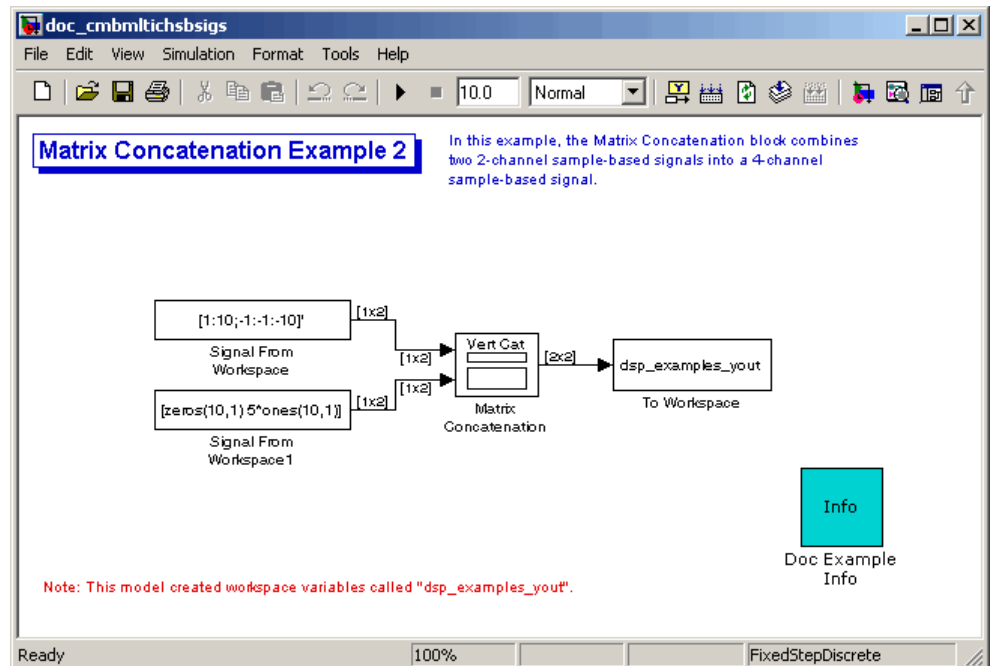 doc_cmbmltichsbsigs
File Edit View Simulation Format Tools Help
10.0 Normal
Matrix Concatenation Example 2
In this example, the Matrix Concatenation block combines
two 2-channel sample-based signals into a 4-channel
sample-based signal.
[1:10;-1:-1:-10]'
[1x2]
Signal From
Workspace
[1x2]
Vert Cat
[2x2]
dsp_examples_yout
To Workspace
[zeros(10,1) 5*ones(10,1)]
[1x2]
[1x2]
Matrix
Concatenation
Signal From
Workspace1
Info
Doc Example
Info
Note: This model created workspace variables called "dsp_examples_yout".
Ready 100% FixedStepDiscrete